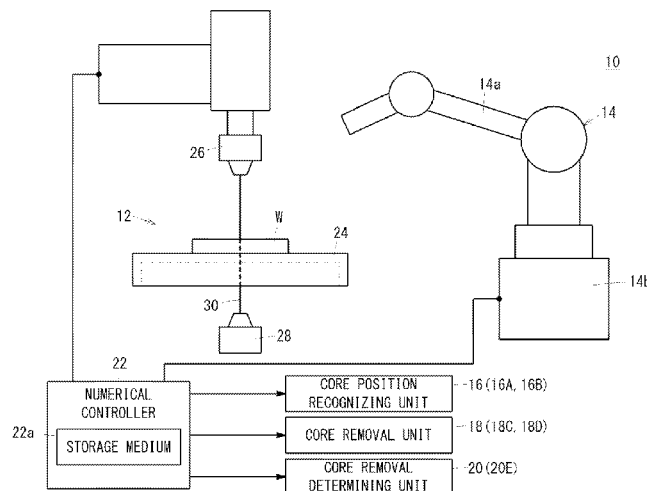 10
14a
14
26
12
W
24
30
14b
28
22
NUMERICAL
CONTROLLER
22a
STORAGE MEDIUM
CORE POSITION
RECOGNIZING UNIT
16(16A, 16B)
CORE REMOVAL UNIT
18(18C, 18D)
CORE REMOVAL
DETERMINING UNIT
20(20E)